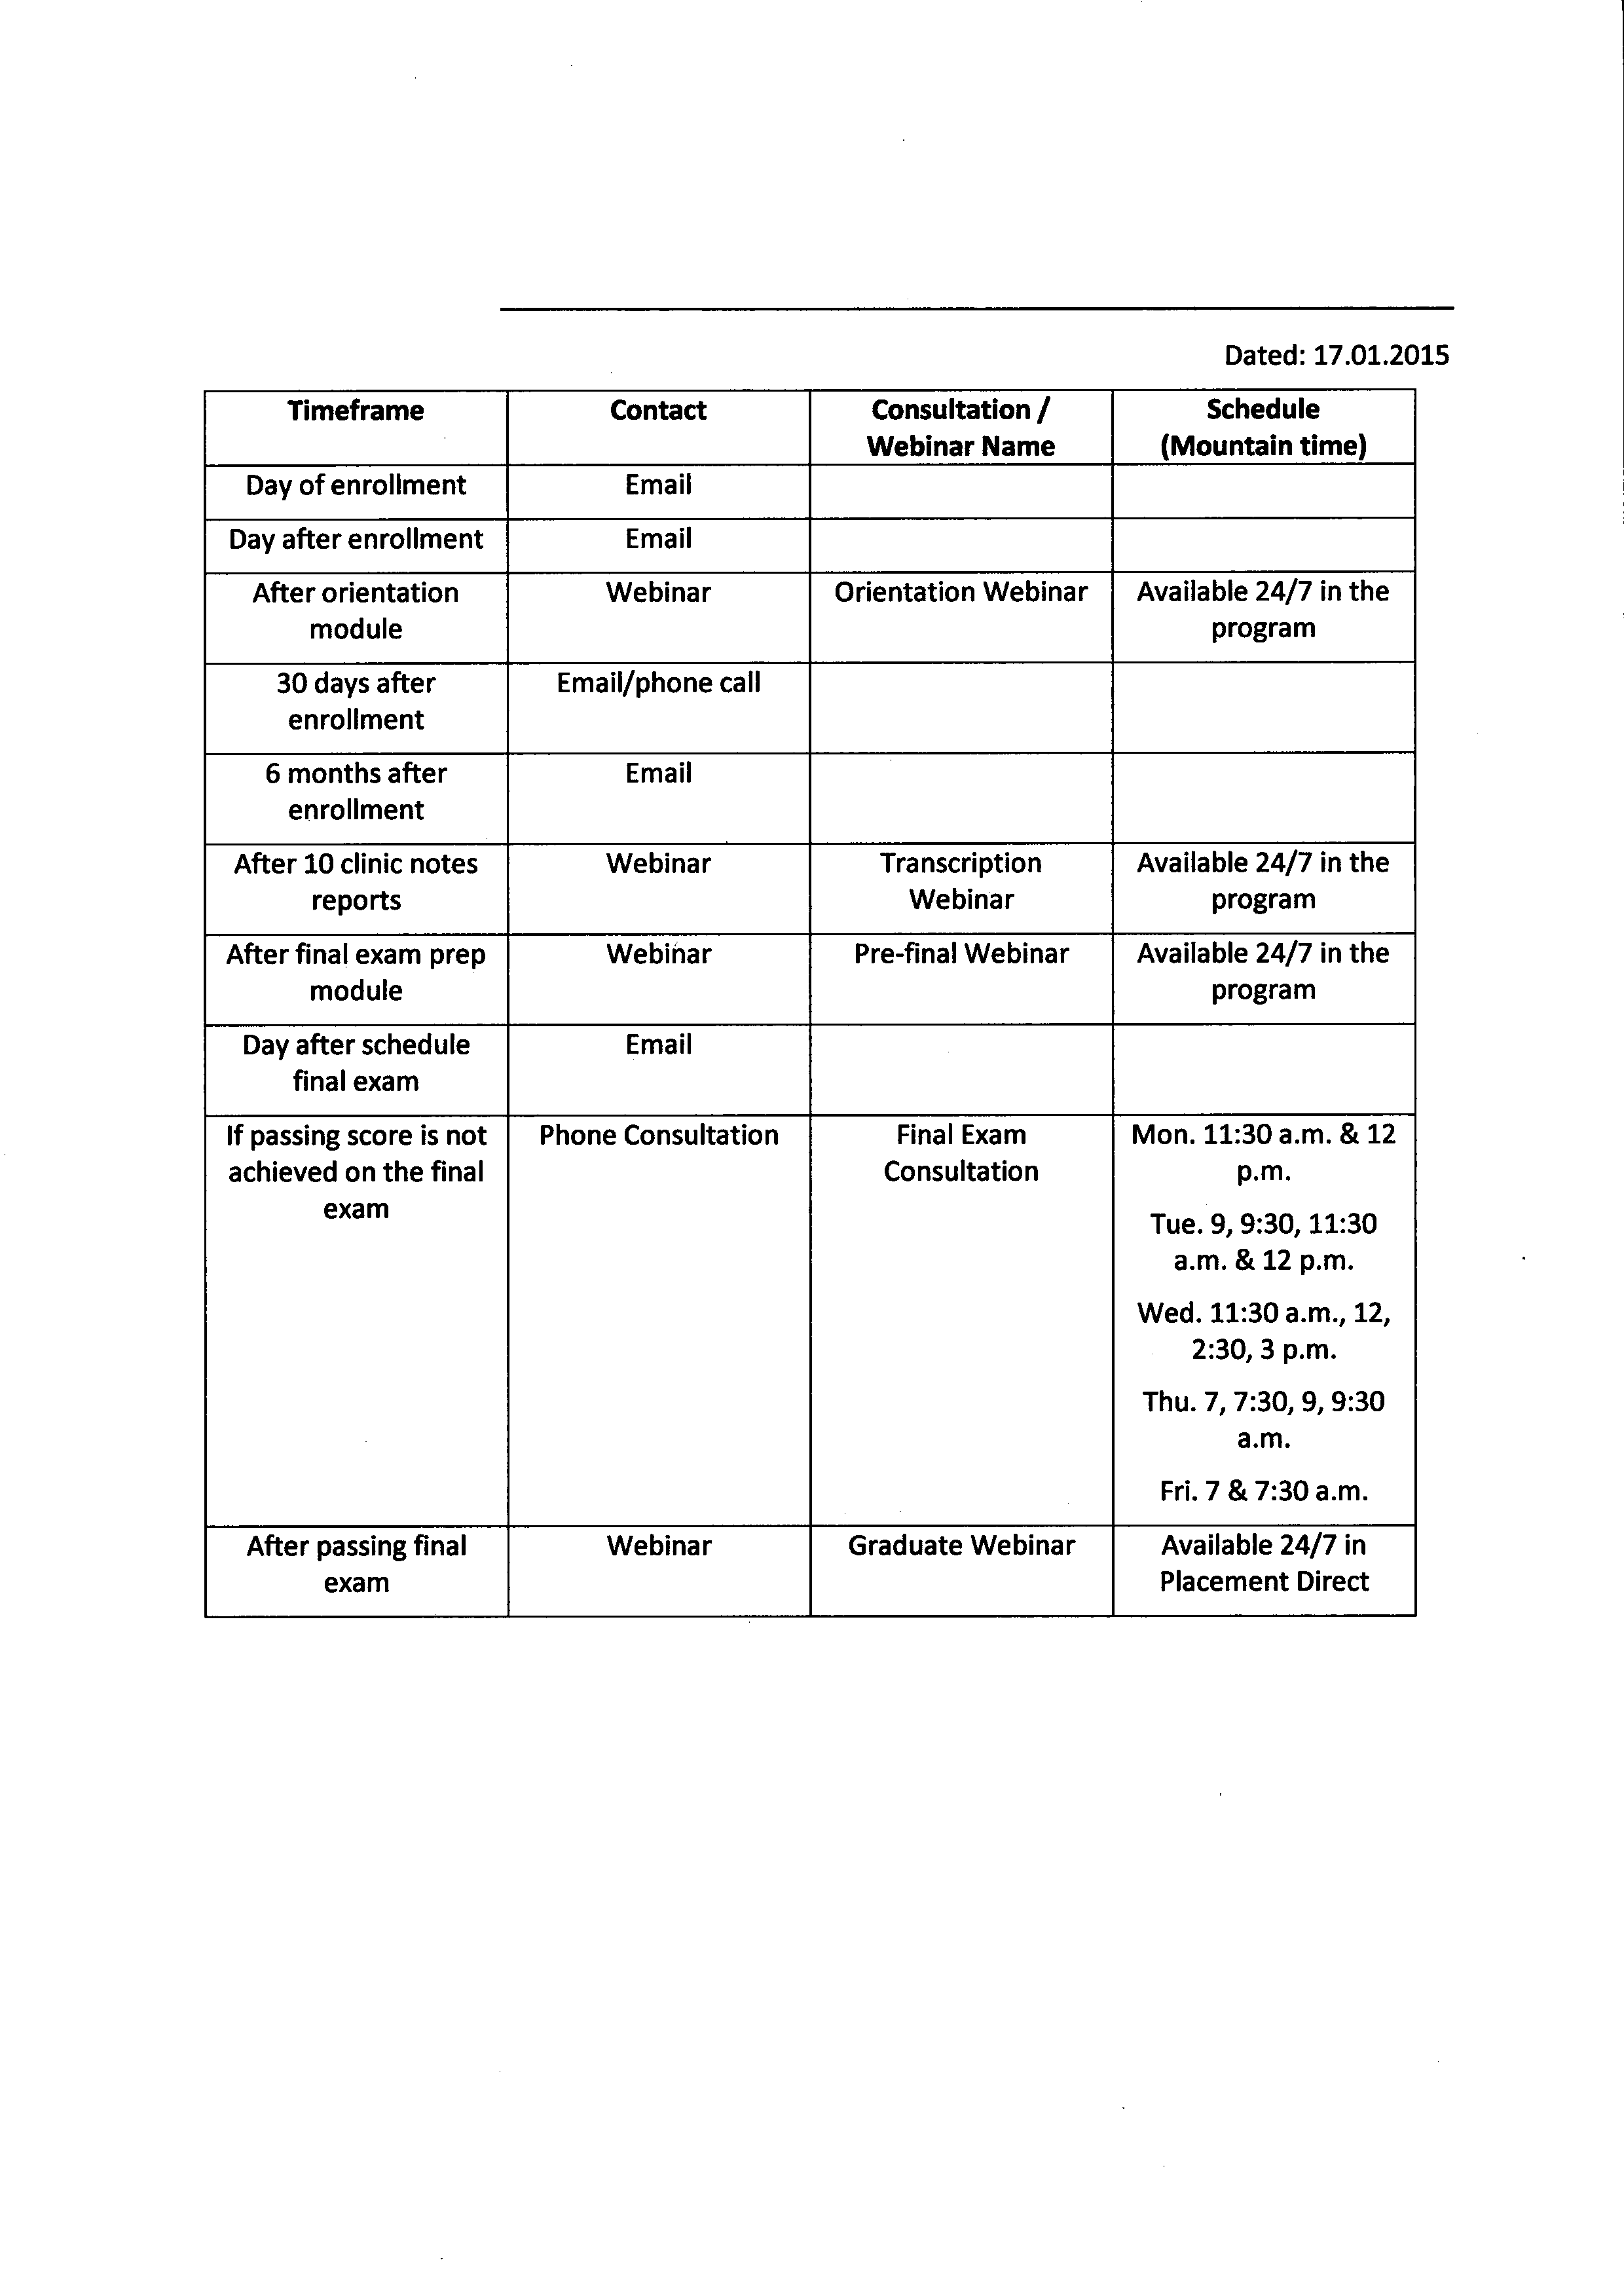 Dated: 17.01.2015
Timeframe Contact Consultation / Schedule
Webinar Name (Mountain time)
Day of enrollment Email
Day after enrollment Email
After orientation Webinar Orientation Webinar Available 24/7 in the
module program
30 days after Email/phone call
enrollment
6 months after Email
enrollment
After 10 clinic notes Webinar Transcription Available 24/7 in the
reports Webinar program
After final exam prep Webinar Pre-final Webinar Available 24/7 in the
module program
Day after schedule Email
final exam
If passing score is not Phone Consultation Final Exam Mon. 11:30 a.m. & 12
achieved on the final Consultation p.m.
exam
Tue. 9, 9:30, 11:30
a.m. & 12 p.m.
Wed. 11:30 a.m., 12,
2:30, 3 p.m.
Thu. 7, 7:30, 9, 9:30
a.m.
Fri. 7 & 7:30 a.m.
After passing final Webinar Graduate Webinar Available 24/7 in
exam Placement Direct